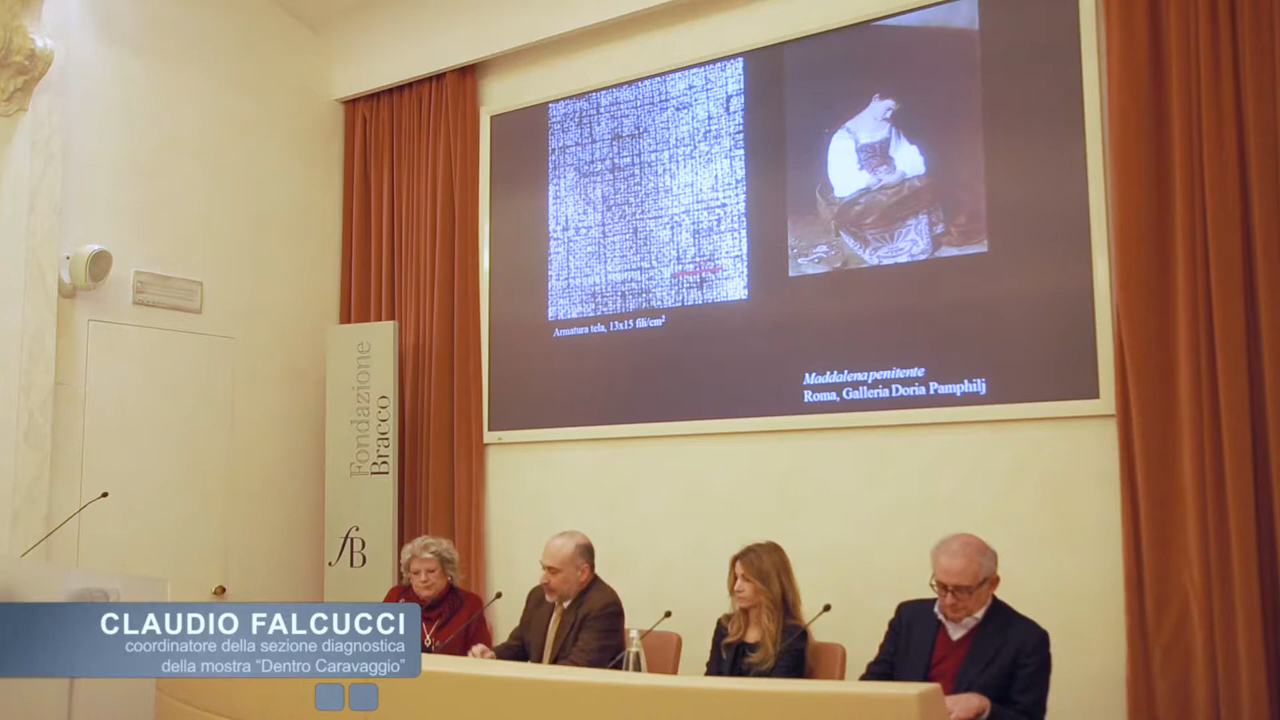 Armatura tela, 13x15 fili/cm²
Maddalena penitente
Roma, Galleria Doria Pamphilj
Fondazione
Bracco
fB
CLAUDIO FALCUCCI
coordinatore della sezione diagnostica
della mostra "Dentro Caravaggio"